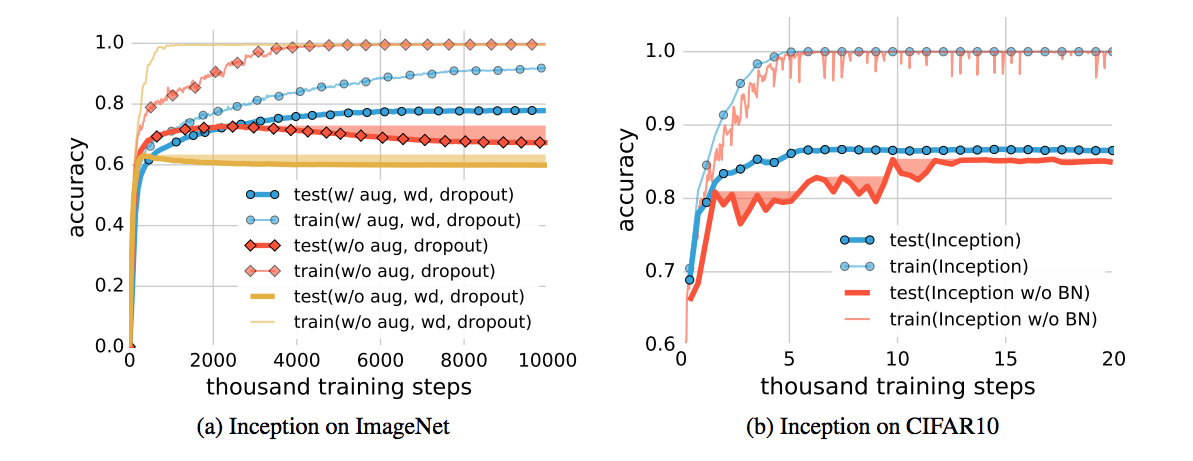 1.0
0.8
0.6
0.4
0.2
0.0
accuracy
test(w/ aug, wd, dropout)
train(w/ aug, wd, dropout)
test(w/o aug, dropout)
train(w/o aug, dropout)
test(w/o aug, wd, dropout)
train(w/o aug, wd, dropout)
0 2000 4000 6000 8000 10000
thousand training steps
(a) Inception on ImageNet
1.0
0.9
0.8
0.7
0.6
accuracy
test(Inception)
train(Inception)
test(Inception w/o BN)
train(Inception w/o BN)
0 5 10 15 20
thousand training steps
(b) Inception on CIFAR10